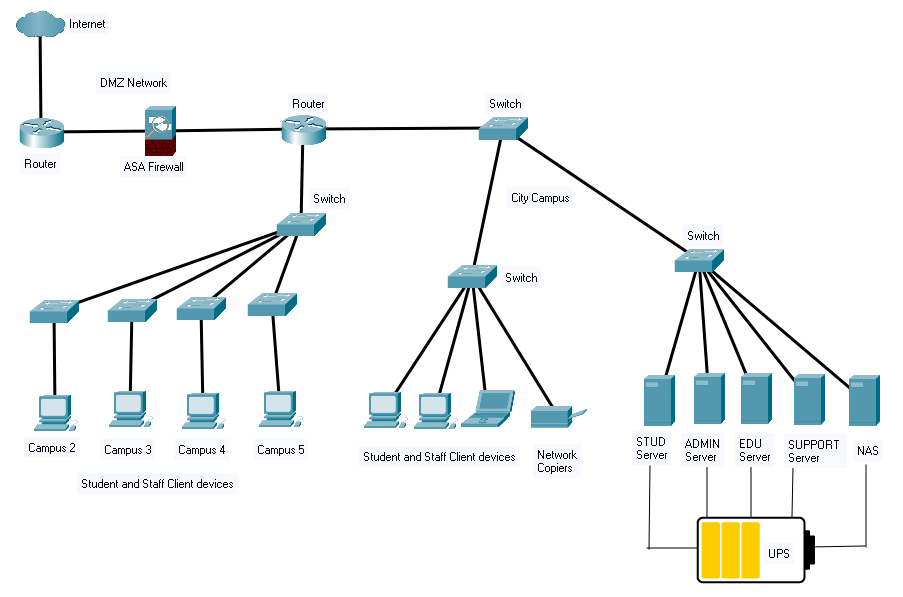 Internet
DMZ Network
Router
Switch
Router
ASA Firewall
Switch
City Campus
Switch
Switch
Campus 2
Campus 3
Campus 4
Campus 5
Student and Staff Client devices
Student and Staff Client devices
Network
Copiers
STUD
Server
ADMIN
Server
EDU
Server
SUPPORT
Server
NAS
UPS